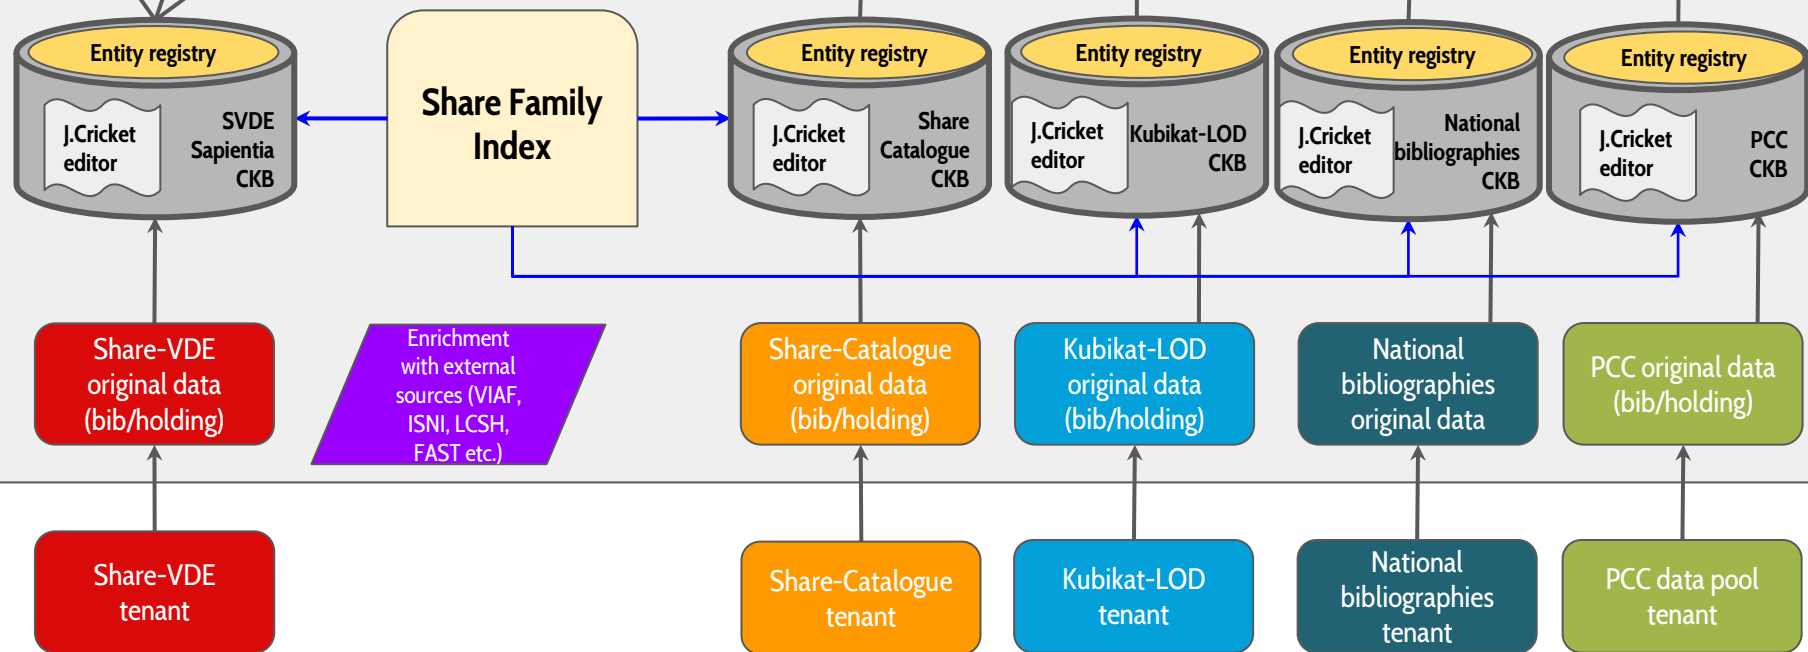 Entity registry
J.Cricket
editor
SVDE
Sapientia
CKB
Share Family
Index
Entity registry
J.Cricket
editor
Share
Catalogue
CKB
Entity registry
J.Cricket
editor
Kubikat-LOD
CKB
Entity registry
J.Cricket
editor
National
bibliographies
CKB
Entity registry
J.Cricket
editor
PCC
CKB
Share-VDE
original data
(bib/holding)
Enrichment
with external
sources (VIAF,
ISNI, LCSH,
FAST etc.)
Share-Catalogue
original data
(bib/holding)
Kubikat-LOD
original data
(bib/holding)
National
bibliographies
original data
PCC original data
(bib/holding)
Share-VDE
tenant
Share-Catalogue
tenant
Kubikat-LOD
tenant
National
bibliographies
tenant
PCC data pool
tenant